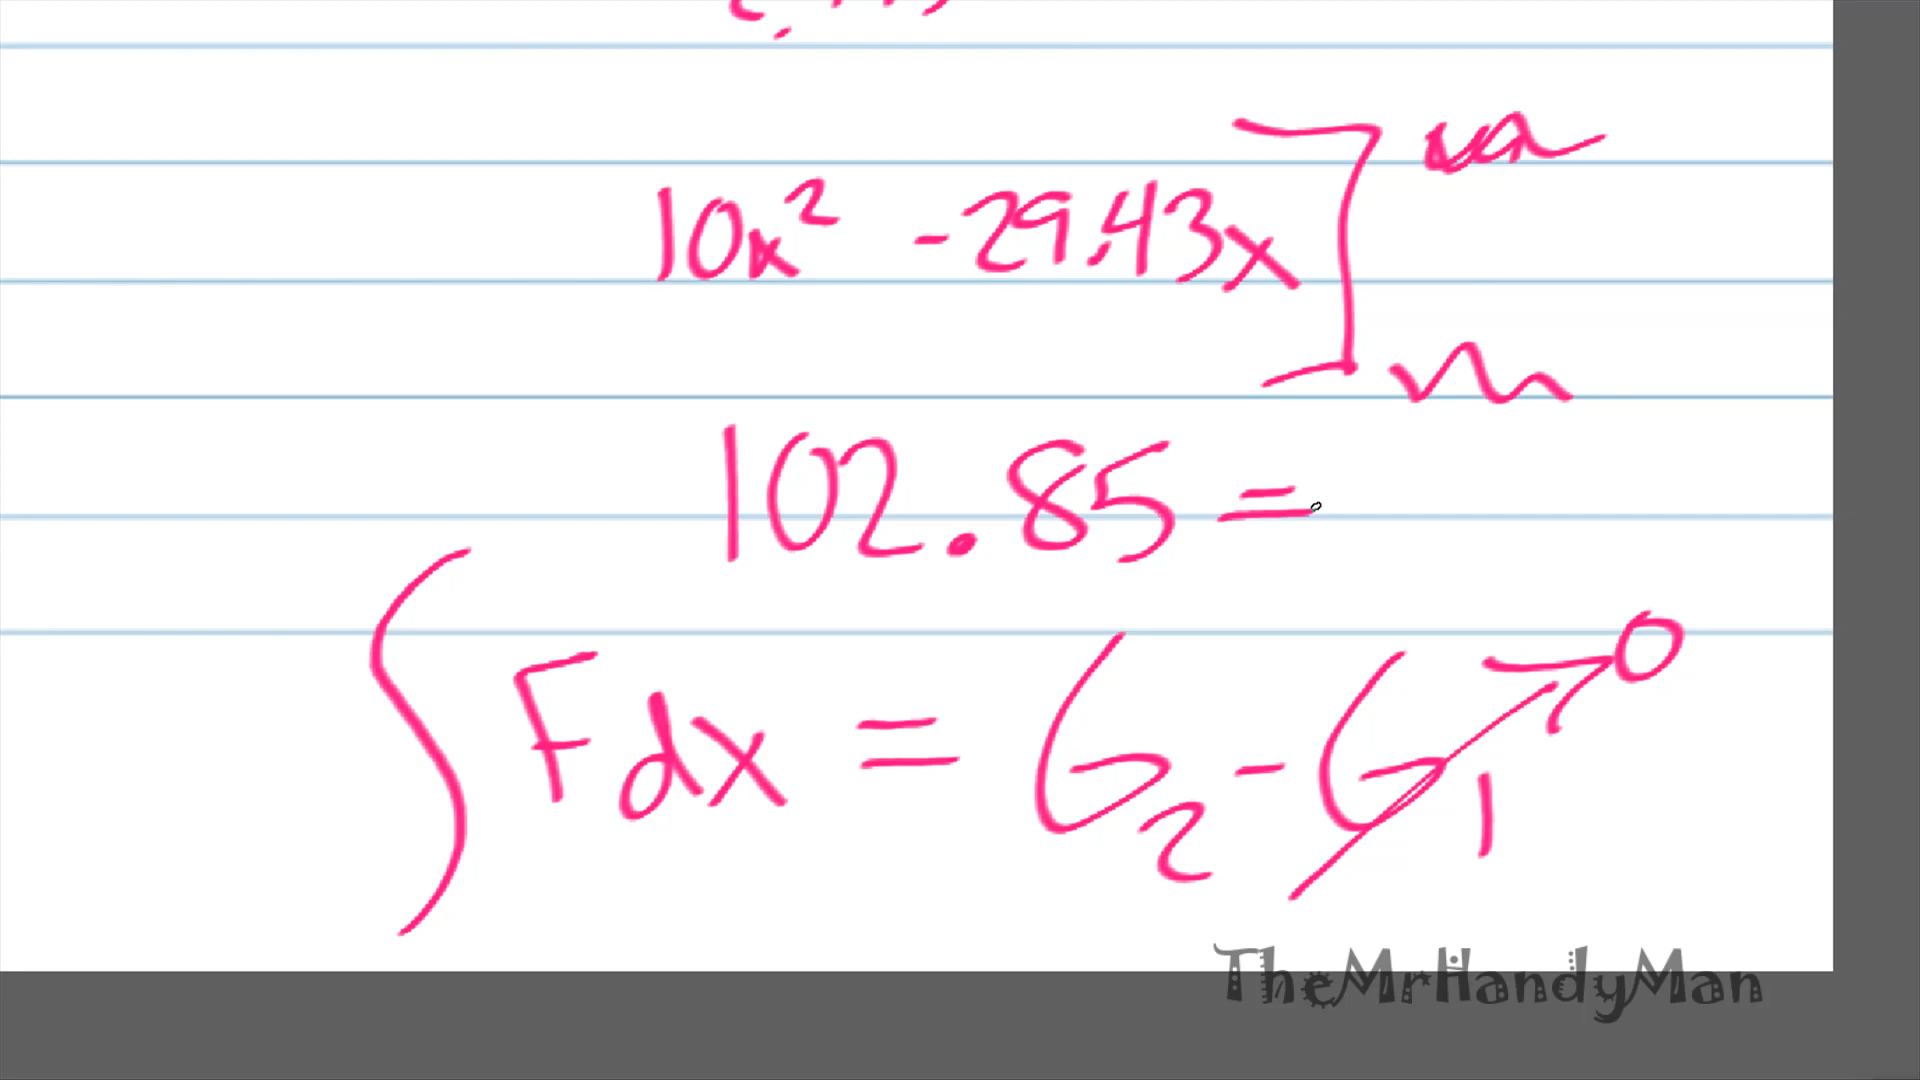 10x² - 29.43x]
102.85 =
∫Fdx = G₂ - G₁ → 0
TheMrHandyMan